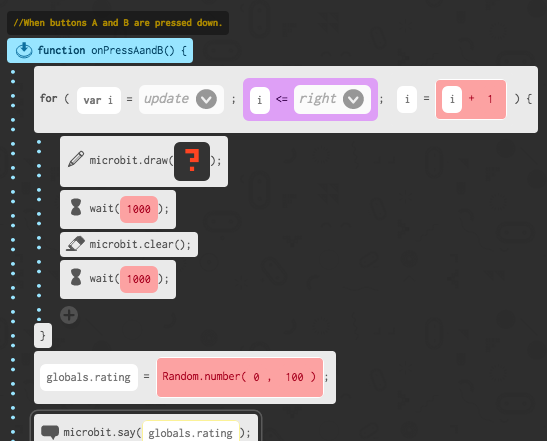 //When buttons A and B are pressed down.
function onPressAandB() {
for ( var i = update ; i <= right ; i = i + 1 ) {
microbit.draw( );
wait( 1000 );
microbit.clear();
wait( 1000 );
}
globals.rating = Random.number( 0 , 100 ) ;
microbit.say( globals.rating );